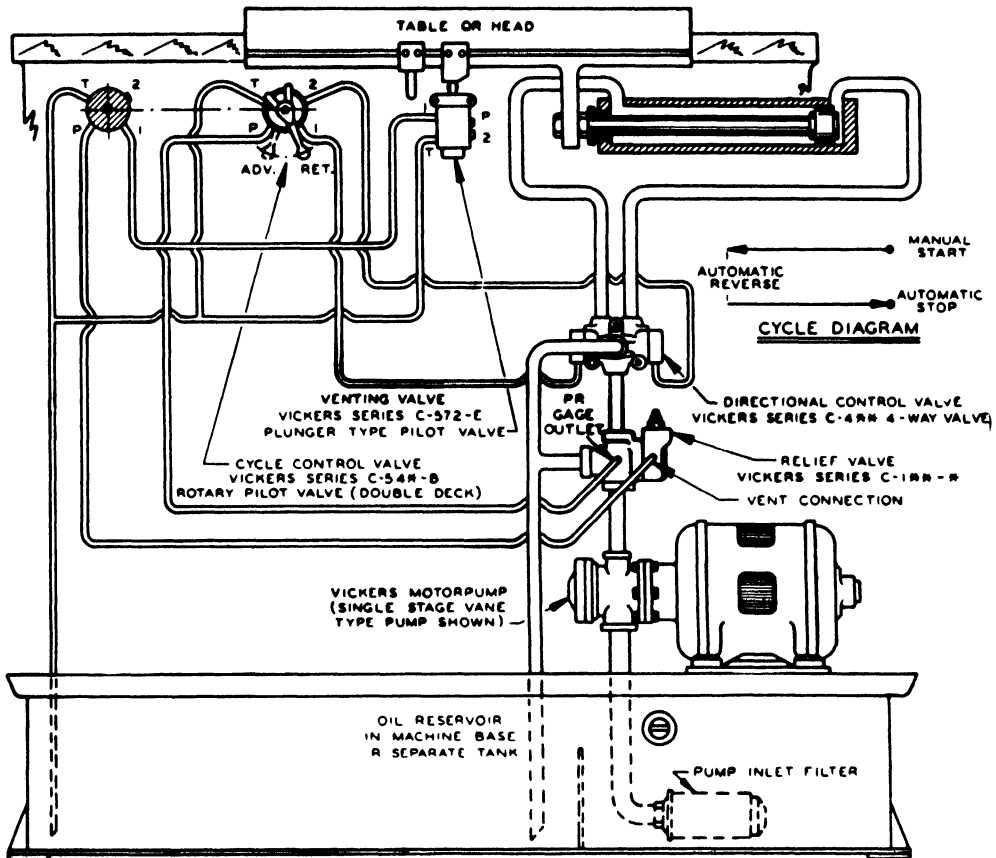 TABLE OR HEAD
T
2
P
1
T
2
P
1
ADV.
RET.
1
P
2
T
MANUAL
START
AUTOMATIC
REVERSE
AUTOMATIC
STOP
CYCLE DIAGRAM
VENTING VALVE
VICKERS SERIES C-572-E
PLUNGER TYPE PILOT VALVE
PR
GAGE
OUTLET
DIRECTIONAL CONTROL VALVE
VICKERS SERIES C-4** 4-WAY VALVE
CYCLE CONTROL VALVE
VICKERS SERIES C-54*-B
ROTARY PILOT VALVE (DOUBLE DECK)
RELIEF VALVE
VICKERS SERIES C-1**-*
VENT CONNECTION
VICKERS MOTORPUMP
(SINGLE STAGE VANE
TYPE PUMP SHOWN)
OIL RESERVOIR
IN MACHINE BASE
R SEPARATE TANK
PUMP INLET FILTER